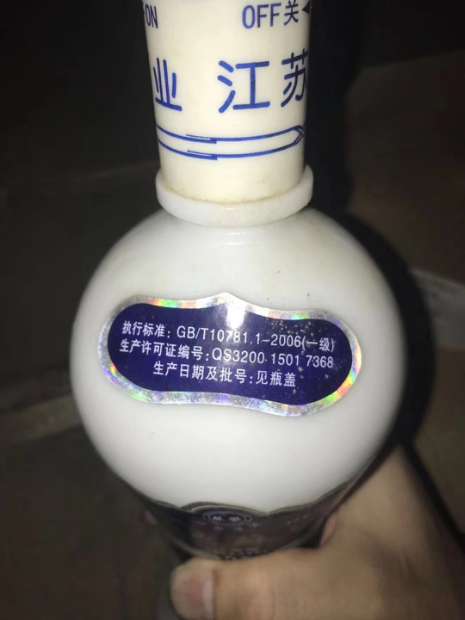 ON OFF关
业 江苏
执行标准：GB/T10781.1-2006(一级)
生产许可证编号：QS3200 1501 7368
生产日期及批号：见瓶盖